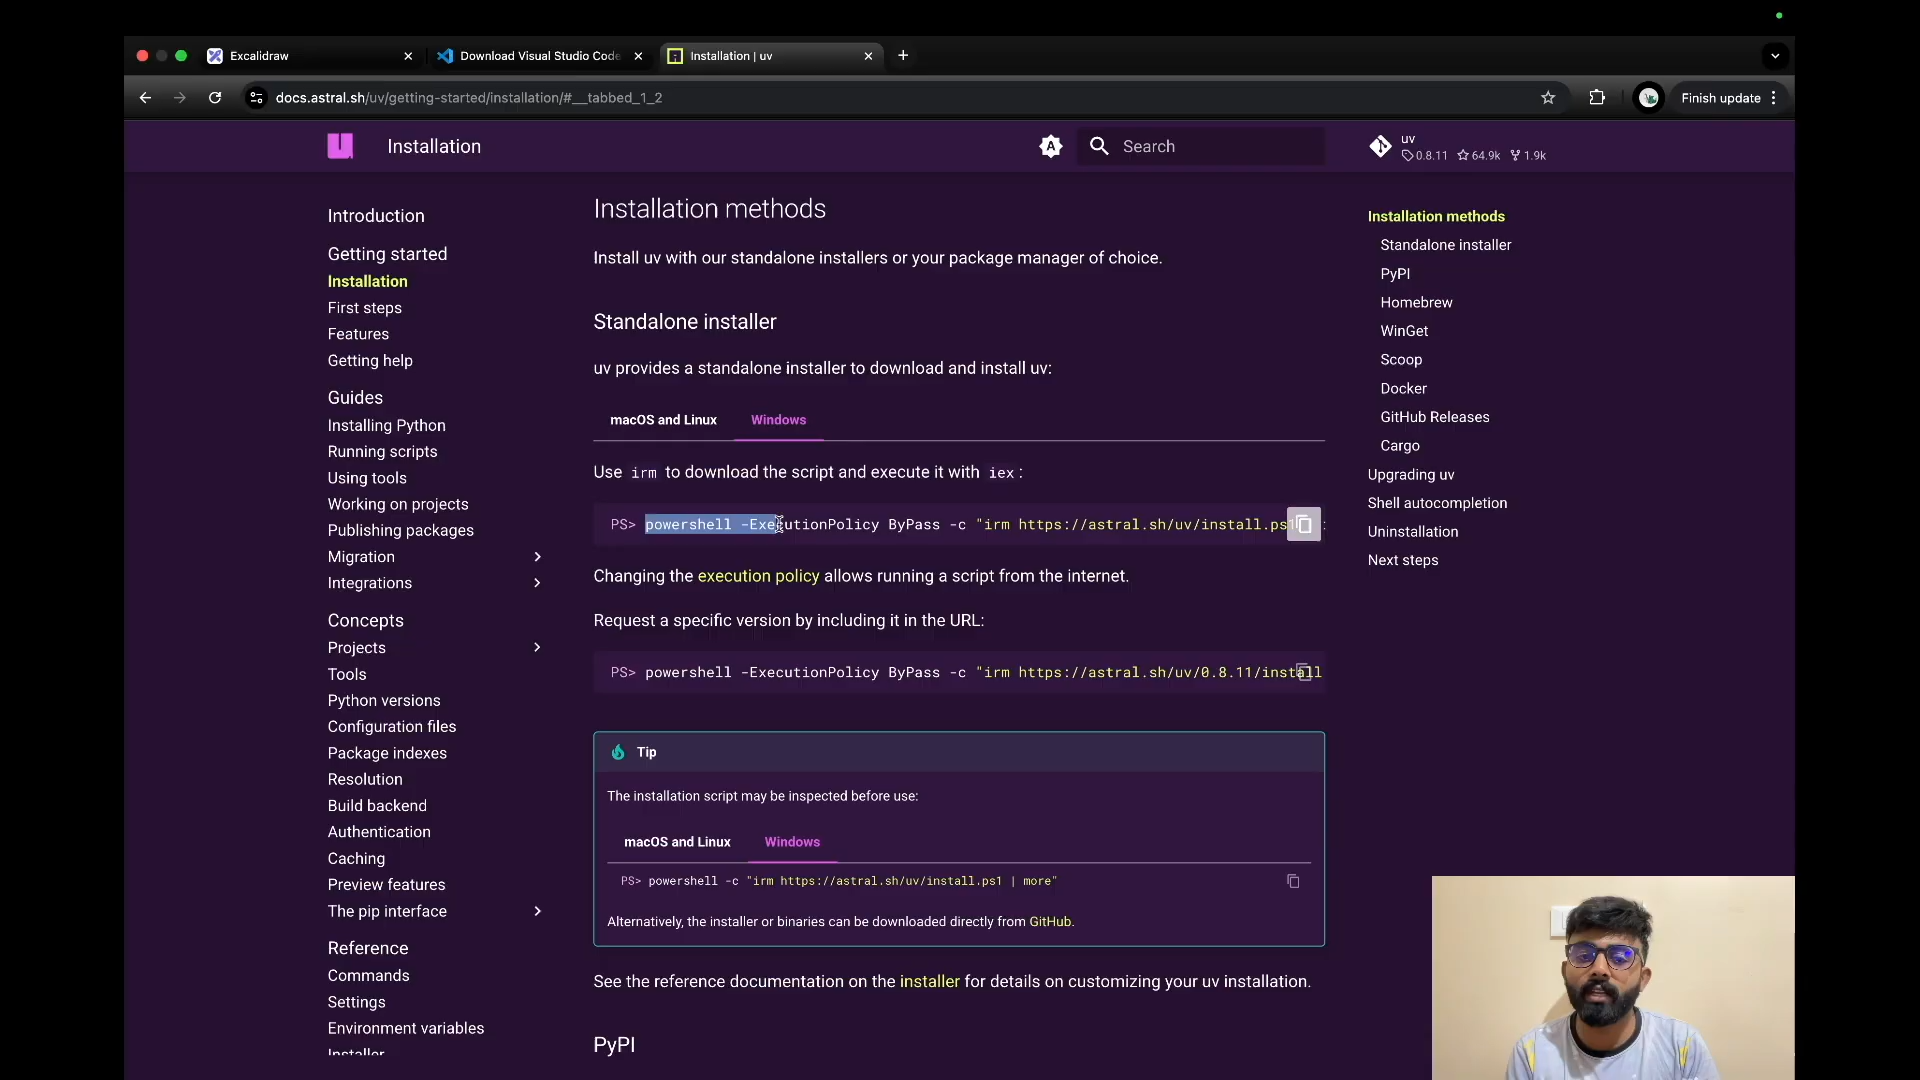 Excalidraw
Download Visual Studio Code
Installation | uv
docs.astral.sh/uv/getting-started/installation/#__tabbed_1_2
Finish update
Installation
A
Search
uv
0.8.11 64.9k 1.9k
Introduction
Getting started
Installation
First steps
Features
Getting help
Guides
Installing Python
Running scripts
Using tools
Working on projects
Publishing packages
Migration
Integrations
Concepts
Projects
Tools
Python versions
Configuration files
Package indexes
Resolution
Build backend
Authentication
Caching
Preview features
The pip interface
Reference
Commands
Settings
Environment variables
Installer
Installation methods
Install uv with our standalone installers or your package manager of choice.
Standalone installer
uv provides a standalone installer to download and install uv:
macOS and Linux Windows
Use irm to download the script and execute it with iex:
PS> powershell -ExecutionPolicy ByPass -c "irm https://astral.sh/uv/install.ps1
Changing the execution policy allows running a script from the internet.
Request a specific version by including it in the URL:
PS> powershell -ExecutionPolicy ByPass -c "irm https://astral.sh/uv/0.8.11/install
Tip
The installation script may be inspected before use:
macOS and Linux Windows
PS> powershell -c "irm https://astral.sh/uv/install.ps1 | more"
Alternatively, the installer or binaries can be downloaded directly from GitHub.
See the reference documentation on the installer for details on customizing your uv installation.
PyPI
Installation methods
Standalone installer
PyPI
Homebrew
WinGet
Scoop
Docker
GitHub Releases
Cargo
Upgrading uv
Shell autocompletion
Uninstallation
Next steps